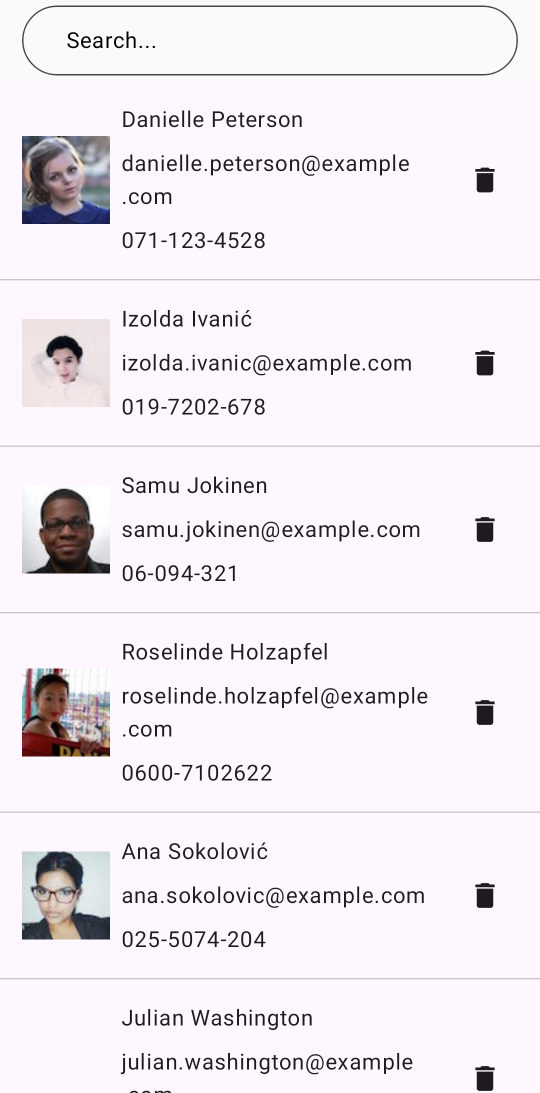 Search...
Danielle Peterson
danielle.peterson@example
.com
071-123-4528
Izolda Ivanić
izolda.ivanic@example.com
019-7202-678
Samu Jokinen
samu.jokinen@example.com
06-094-321
Roselinde Holzapfel
roselinde.holzapfel@example
.com
0600-7102622
Ana Sokolović
ana.sokolovic@example.com
025-5074-204
Julian Washington
julian.washington@example